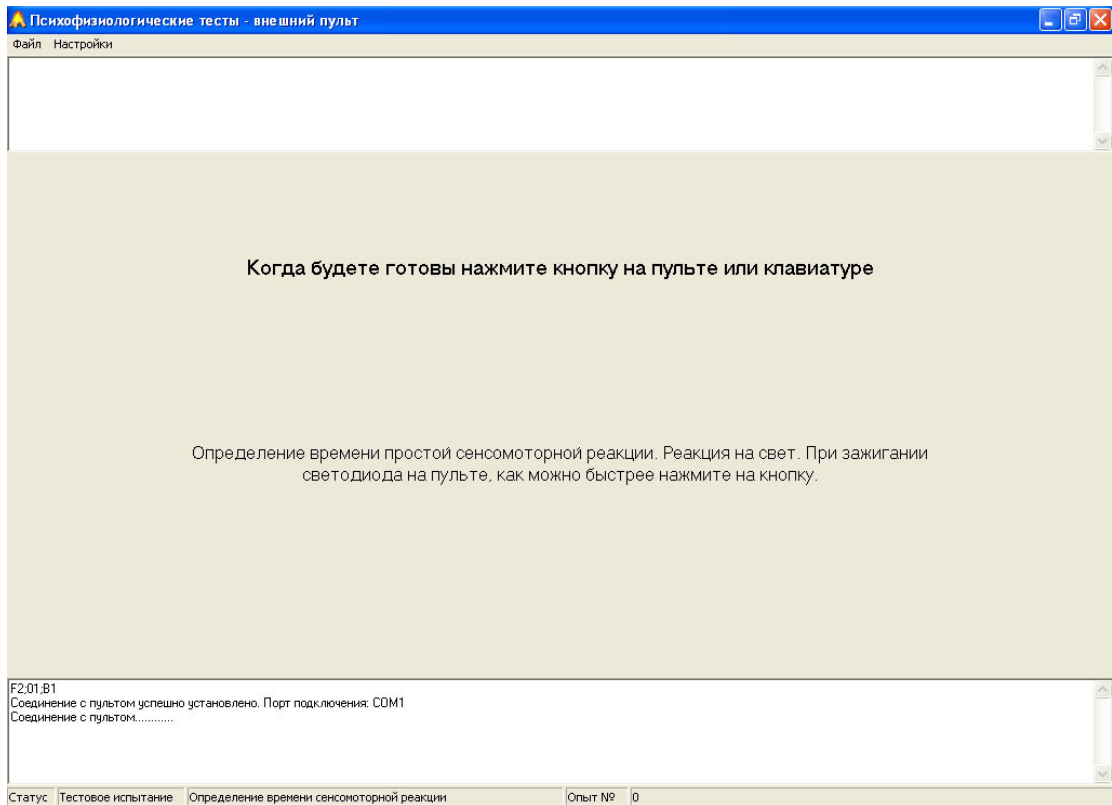 Психофизиологические тесты - внешний пульт
Файл Настройки
Когда будете готовы нажмите кнопку на пульте или клавиатуре
Определение времени простой сенсомоторной реакции. Реакция на свет. При зажигании
светодиода на пульте, как можно быстрее нажмите на кнопку.
F2;01;B1
Соединение с пультом успешно установлено. Порт подключения: COM1
Соединение с пультом............
Статус Тестовое испытание Определение времени сенсомоторной реакции Опыт № 0